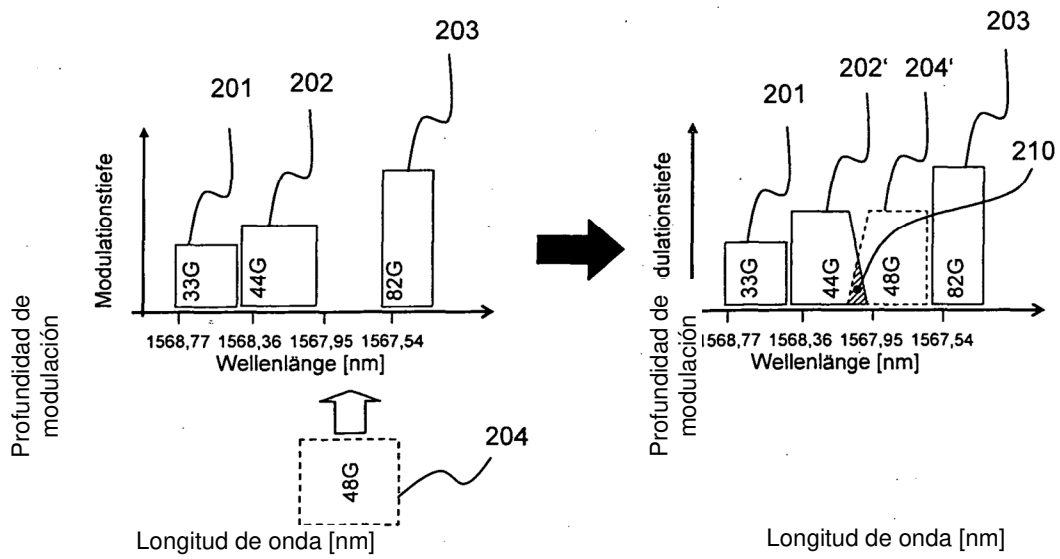 203
201
202
Modulationstiefe
33G
44G
82G
1568,77 1568,36 1567,95 1567,54
Wellenlänge [nm]
Profundidad de
modulación
48G
204
Longitud de onda [nm]
203
202‘ 204‘
201
210
dulationstiefe
33G
44G
48G
82G
1568,77 1568,36 1567,95 1567,54
Wellenlänge [nm]
Profundidad de
modulación
Longitud de onda [nm]